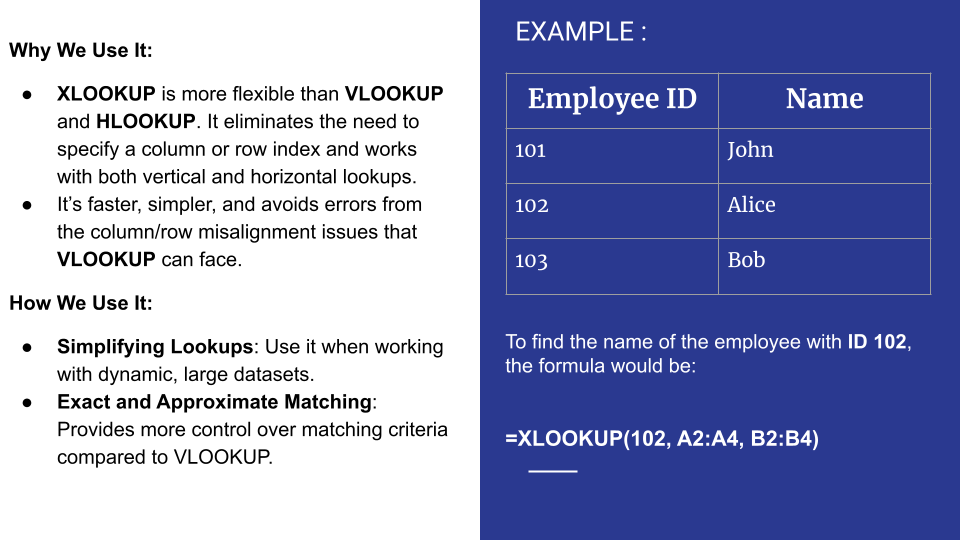 Why We Use It:
● XLOOKUP is more flexible than VLOOKUP
and HLOOKUP. It eliminates the need to
specify a column or row index and works
with both vertical and horizontal lookups.
● It’s faster, simpler, and avoids errors from
the column/row misalignment issues that
VLOOKUP can face.
How We Use It:
● Simplifying Lookups: Use it when working
with dynamic, large datasets.
● Exact and Approximate Matching:
Provides more control over matching criteria
compared to VLOOKUP.
EXAMPLE :
Employee ID Name
101 John
102 Alice
103 Bob
To find the name of the employee with ID 102,
the formula would be:
=XLOOKUP(102, A2:A4, B2:B4)